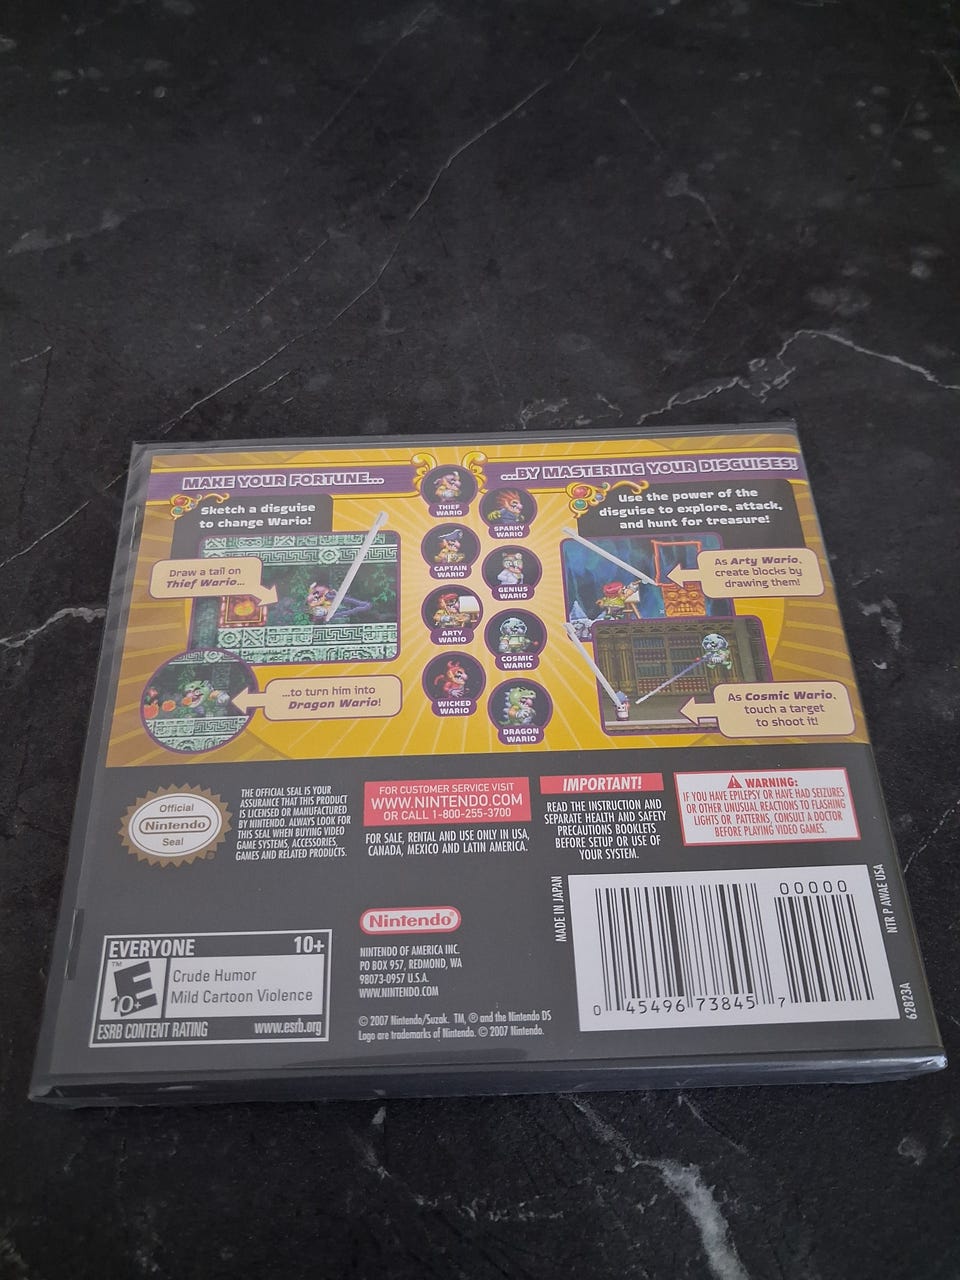 MAKE YOUR FORTUNE...
...BY MASTERING YOUR DISGUISES!
Sketch a disguise
to change Wario!
Draw a tail on
Thief Wario...
...to turn him into
Dragon Wario!
THIEF
WARIO
SPARKY
WARIO
CAPTAIN
WARIO
GENIUS
WARIO
ARTY
WARIO
COSMIC
WARIO
WICKED
WARIO
DRAGON
WARIO
Use the power of the
disguise to explore, attack,
and hunt for treasure!
As Arty Wario,
create blocks by
drawing them!
As Cosmic Wario,
touch a target
to shoot it!
Official
Nintendo
Seal
THE OFFICIAL SEAL IS YOUR
ASSURANCE THAT THIS PRODUCT
IS LICENSED OR MANUFACTURED
BY NINTENDO. ALWAYS LOOK FOR
THIS SEAL WHEN BUYING VIDEO
GAME SYSTEMS, ACCESSORIES,
GAMES AND RELATED PRODUCTS.
FOR CUSTOMER SERVICE VISIT
WWW.NINTENDO.COM
OR CALL 1-800-255-3700
FOR SALE, RENTAL AND USE ONLY IN USA,
CANADA, MEXICO AND LATIN AMERICA.
IMPORTANT!
READ THE INSTRUCTION AND
SEPARATE HEALTH AND SAFETY
PRECAUTIONS BOOKLETS
BEFORE SETUP OR USE OF
YOUR SYSTEM.
WARNING:
IF YOU HAVE EPILEPSY OR HAVE HAD SEIZURES
OR OTHER UNUSUAL REACTIONS TO FLASHING
LIGHTS OR PATTERNS, CONSULT A DOCTOR
BEFORE PLAYING VIDEO GAMES.
EVERYONE 10+
TM
E
10+
Crude Humor
Mild Cartoon Violence
ESRB CONTENT RATING www.esrb.org
Nintendo
NINTENDO OF AMERICA INC.
PO BOX 957, REDMOND, WA
98073-0957 U.S.A.
WWW.NINTENDO.COM
© 2007 Nintendo/Suzak. TM, ® and the Nintendo DS
Logo are trademarks of Nintendo. © 2007 Nintendo.
MADE IN JAPAN
00000
0 45496 73845 7
NTR P AWAE USA
62823A